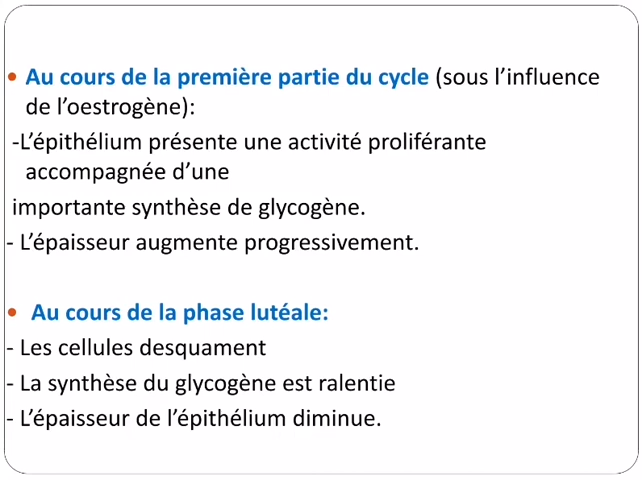 • Au cours de la première partie du cycle (sous l'influence
de l'oestrogène):
-L'épithélium présente une activité proliférante
accompagnée d'une
importante synthèse de glycogène.
- L'épaisseur augmente progressivement.
• Au cours de la phase lutéale:
- Les cellules desquament
- La synthèse du glycogène est ralentie
- L'épaisseur de l'épithélium diminue.